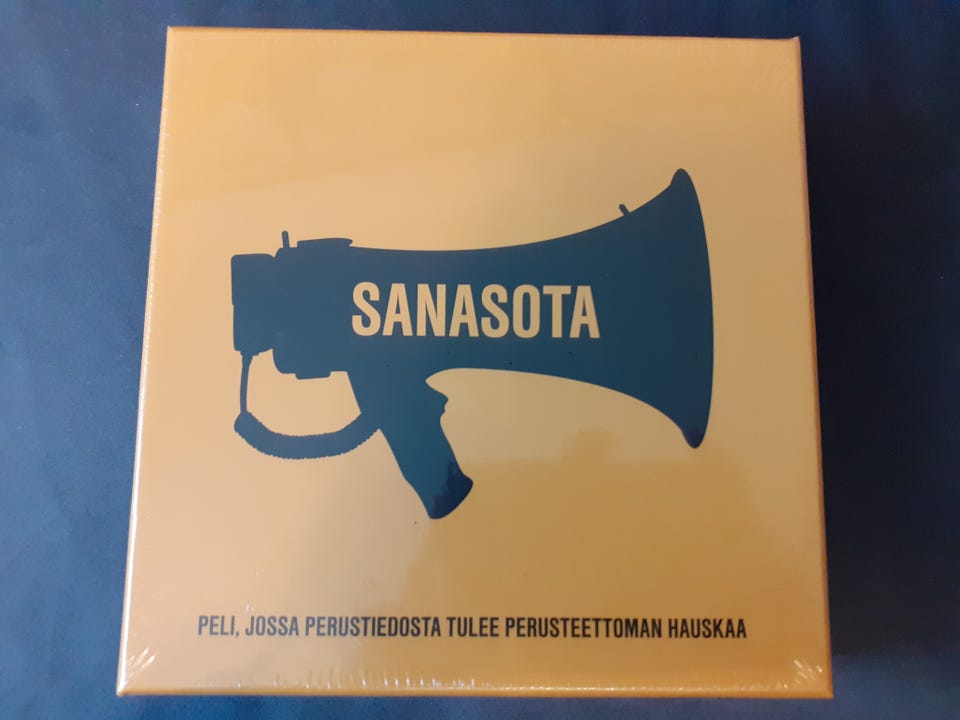 SANASOTA
PELI, JOSSA PERUSTIEDOSTA TULEE PERUSTEETTOMAN HAUSKAA